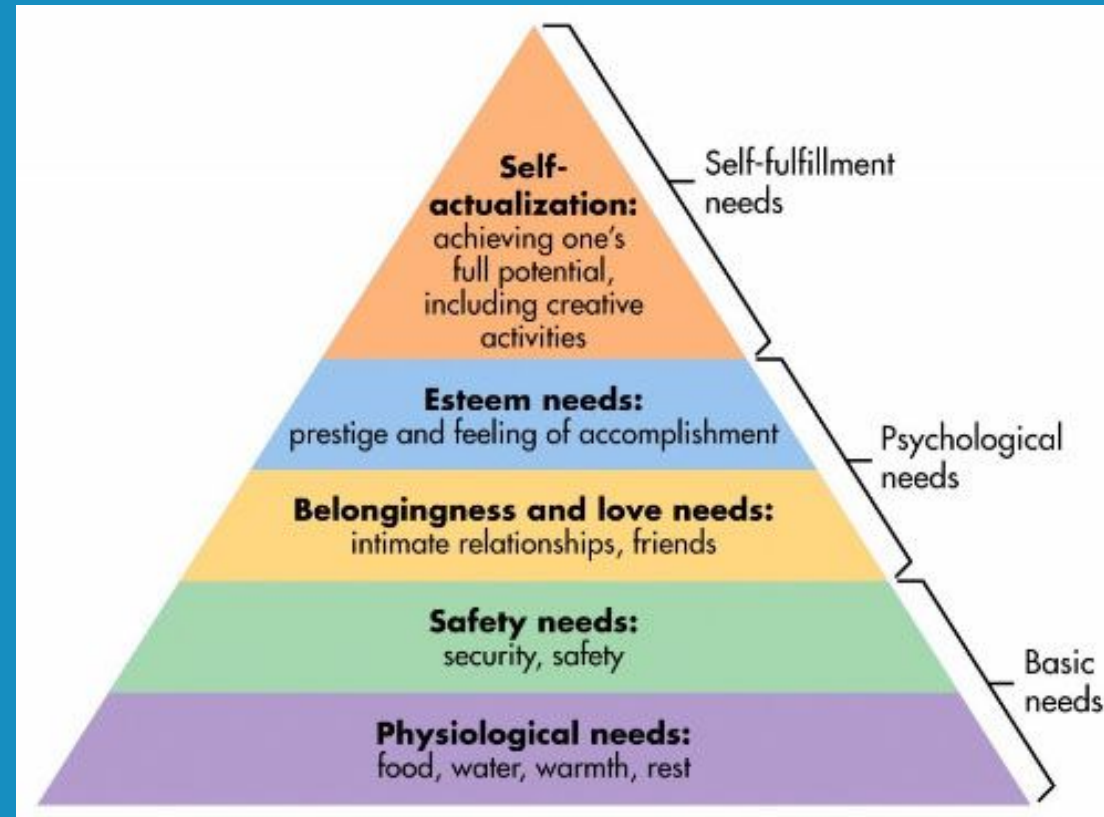 Self-
actualization:
achieving one's
full potential,
including creative
activities
Self-fulfillment
needs
Esteem needs:
prestige and feeling of accomplishment
Psychological
needs
Belongingness and love needs:
intimate relationships, friends
Safety needs:
security, safety
Basic
needs
Physiological needs:
food, water, warmth, rest